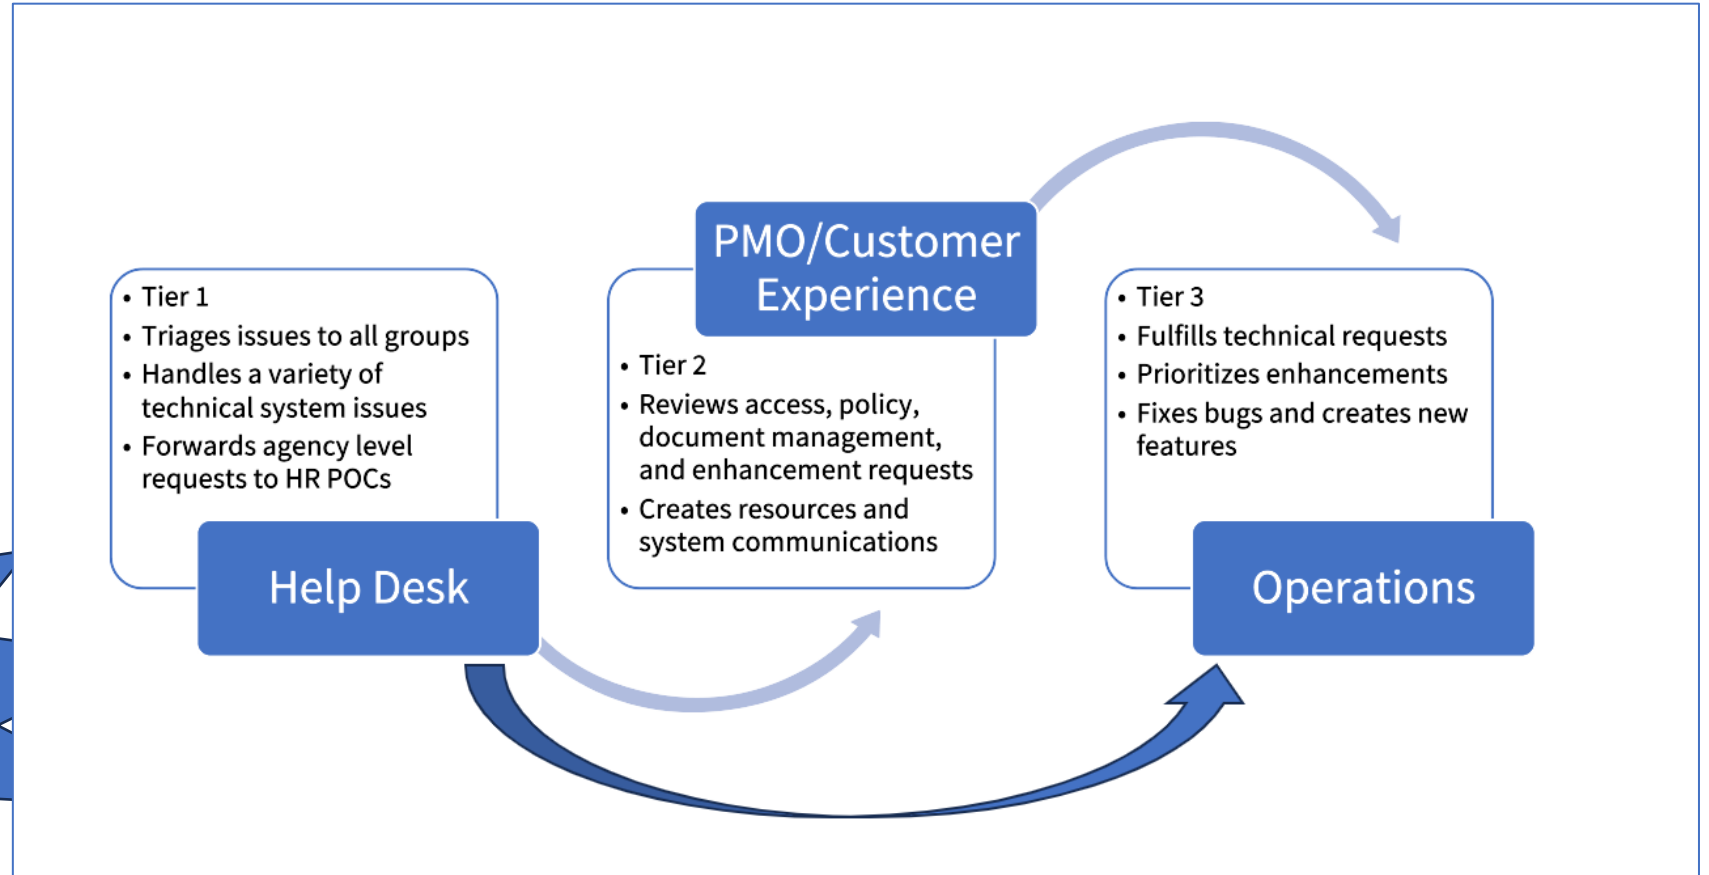 • Tier 1
• Triages issues to all groups
• Handles a variety of
technical system issues
• Forwards agency level
requests to HR POCs
Help Desk
PMO/Customer
Experience
• Tier 2
• Reviews access, policy,
document management,
and enhancement requests
• Creates resources and
system communications
• Tier 3
• Fulfills technical requests
• Prioritizes enhancements
• Fixes bugs and creates new
features
Operations